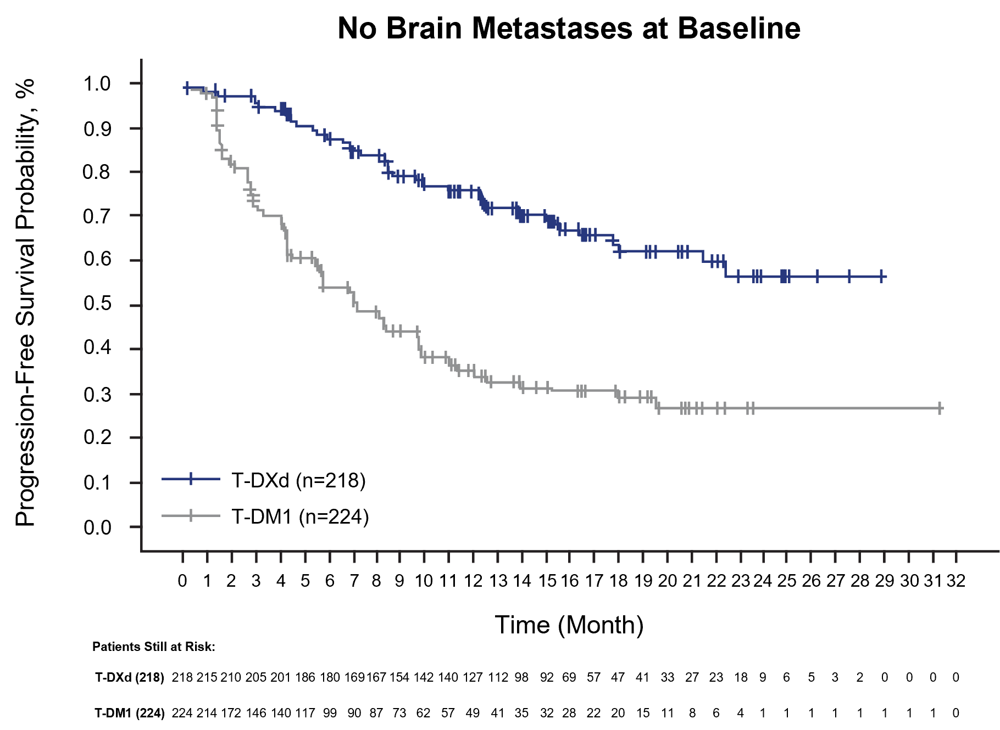 No Brain Metastases at Baseline
Progression-Free Survival Probability, %
1.0
0.9
0.8
0.7
0.6
0.5
0.4
0.3
0.2
0.1
0.0
T-DXd (n=218)
T-DM1 (n=224)
0 1 2 3 4 5 6 7 8 9 10 11 12 13 14 15 16 17 18 19 20 21 22 23 24 25 26 27 28 29 30 31 32
Time (Month)
Patients Still at Risk:
T-DXd (218) 218 215 210 205 201 186 180 169 167 154 142 140 127 112 98 92 69 57 47 41 33 27 23 18 9 6 5 3 2 0 0 0 0
T-DM1 (224) 224 214 172 146 140 117 99 90 87 73 62 57 49 41 35 32 28 22 20 15 11 8 6 4 1 1 1 1 1 1 1 1 0